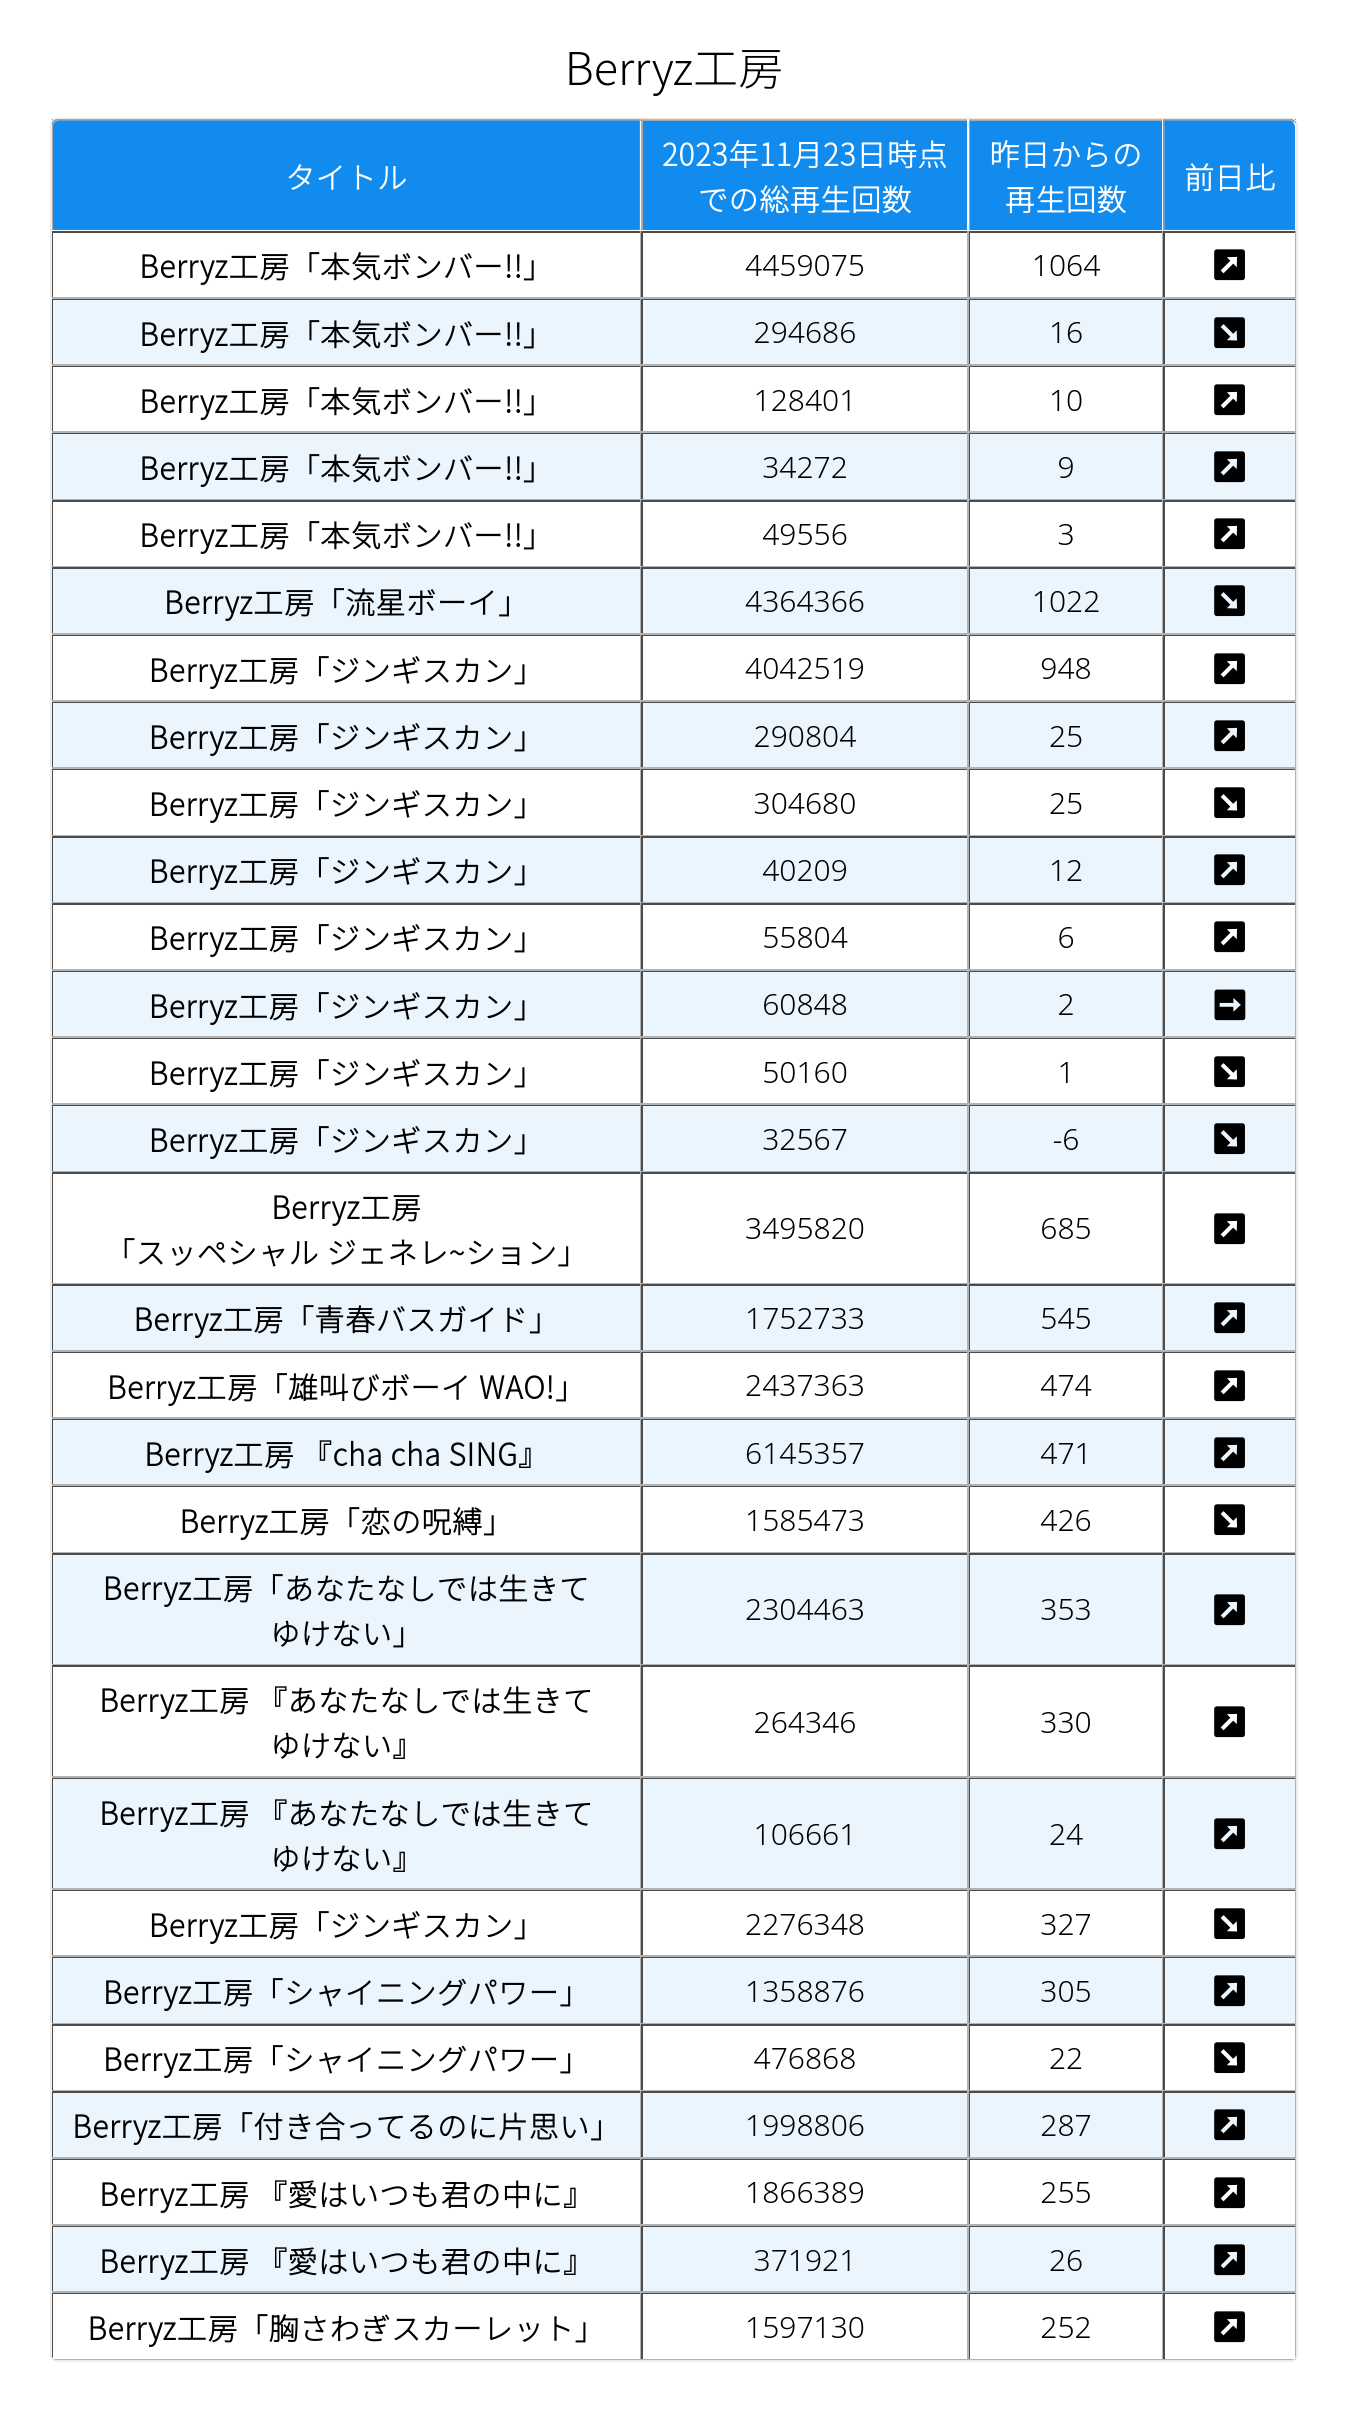 Berryz工房
タイトル
2023年11月23日時点
での総再生回数
昨日からの
再生回数
前日比
Berryz工房「本気ボンバー!!」 4459075 1064
Berryz工房「本気ボンバー!!」 294686 16
Berryz工房「本気ボンバー!!」 128401 10
Berryz工房「本気ボンバー!!」 34272 9
Berryz工房「本気ボンバー!!」 49556 3
Berryz工房「流星ボーイ」 4364366 1022
Berryz工房「ジンギスカン」 4042519 948
Berryz工房「ジンギスカン」 290804 25
Berryz工房「ジンギスカン」 304680 25
Berryz工房「ジンギスカン」 40209 12
Berryz工房「ジンギスカン」 55804 6
Berryz工房「ジンギスカン」 60848 2
Berryz工房「ジンギスカン」 50160 1
Berryz工房「ジンギスカン」 32567 -6
Berryz工房
「スッペシャル ジェネレ~ション」 3495820 685
Berryz工房「青春バスガイド」 1752733 545
Berryz工房「雄叫びボーイ WAO!」 2437363 474
Berryz工房 『cha cha SING』 6145357 471
Berryz工房「恋の呪縛」 1585473 426
Berryz工房「あなたなしでは生きて
ゆけない」 2304463 353
Berryz工房 『あなたなしでは生きて
ゆけない』 264346 330
Berryz工房 『あなたなしでは生きて
ゆけない』 106661 24
Berryz工房「ジンギスカン」 2276348 327
Berryz工房「シャイニングパワー」 1358876 305
Berryz工房「シャイニングパワー」 476868 22
Berryz工房「付き合ってるのに片思い」 1998806 287
Berryz工房 『愛はいつも君の中に』 1866389 255
Berryz工房 『愛はいつも君の中に』 371921 26
Berryz工房「胸さわぎスカーレット」 1597130 252